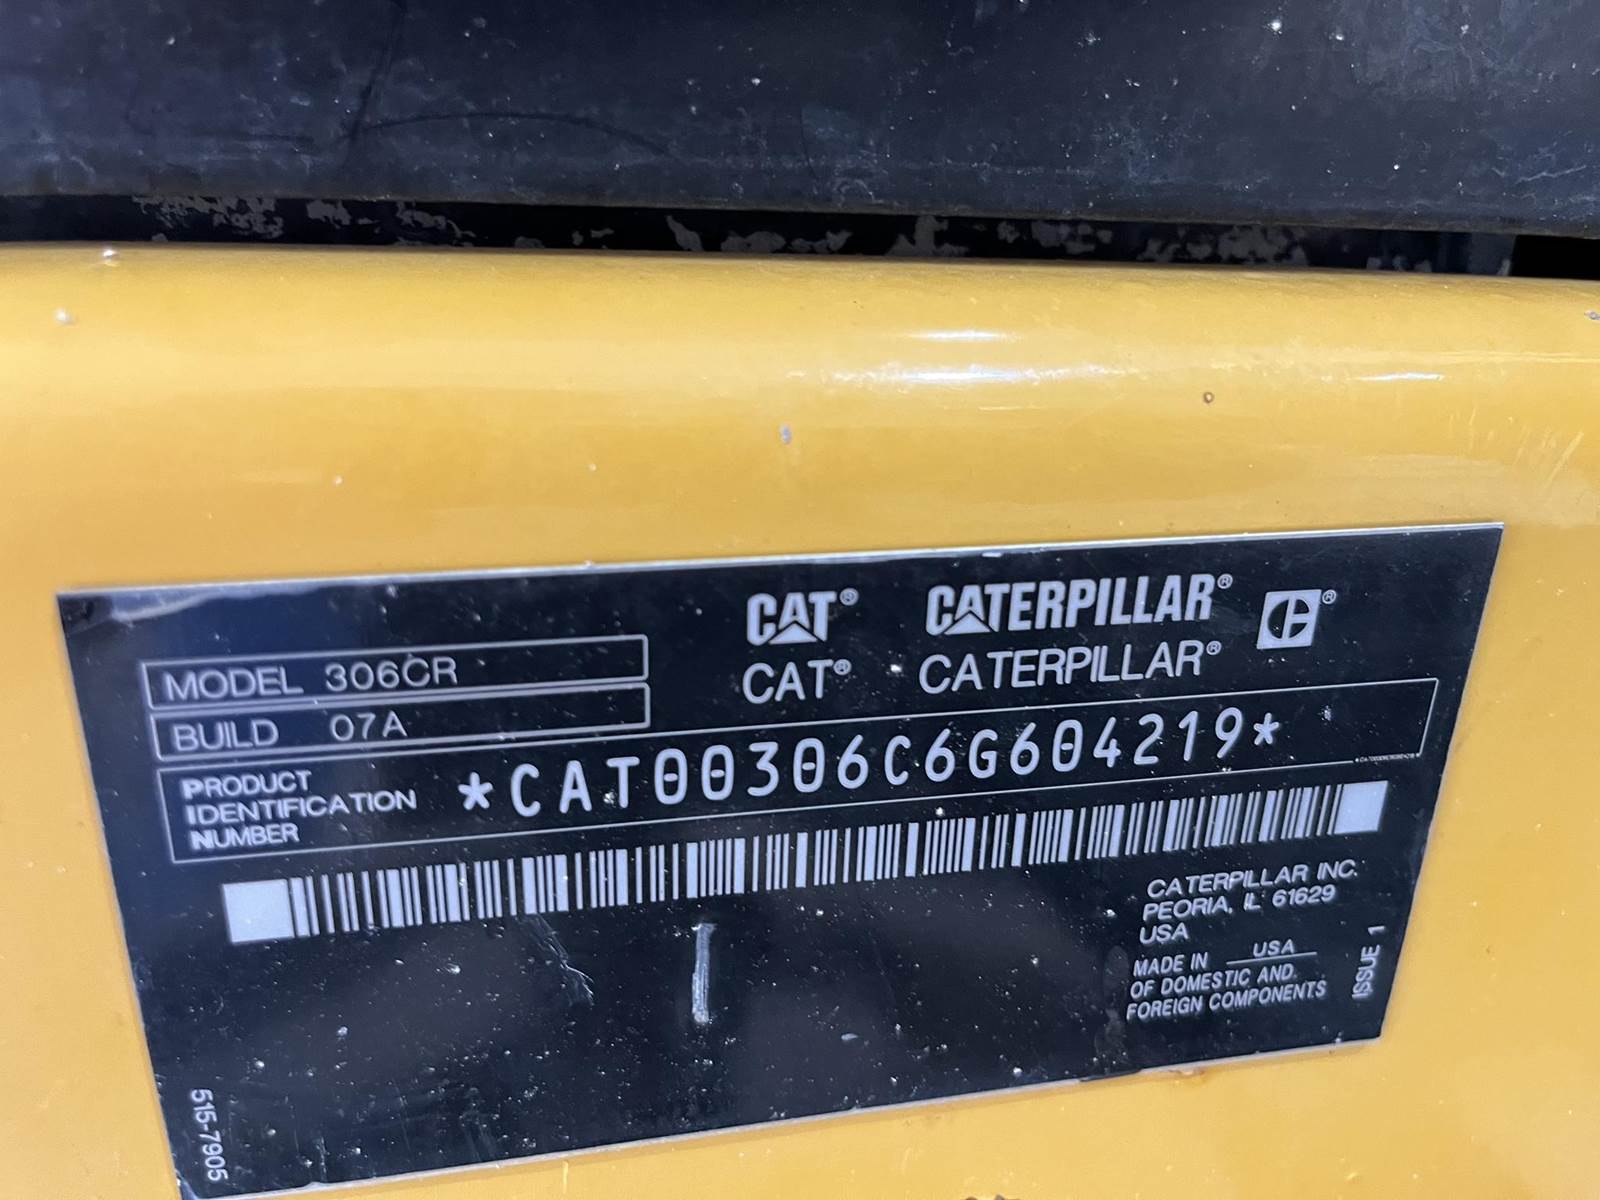 CAT® CATERPILLAR® C®
CAT® CATERPILLAR®
MODEL 306CR
BUILD 07A
PRODUCT
IDENTIFICATION
NUMBER
*CAT00306C6G604219*
CATERPILLAR INC.
PEORIA, IL 61629
USA
MADE IN USA
OF DOMESTIC AND
FOREIGN COMPONENTS
ISSUE 1
515-7905